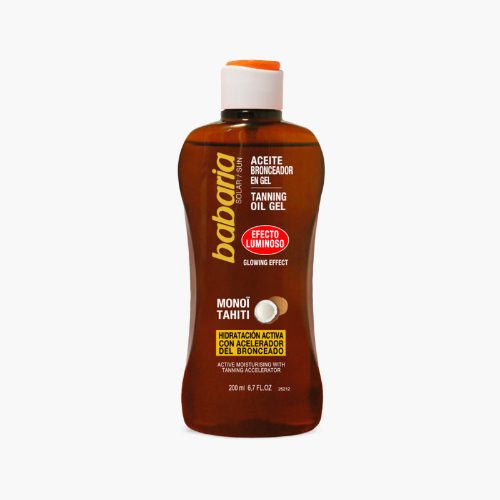 babaria
SOLAR / SUN
ACEITE
BRONCEADOR
EN GEL
TANNING
OIL GEL
EFECTO
LUMINOSO
GLOWING EFFECT
MONOÏ
TAHITI
HIDRATACIÓN ACTIVA
CON ACELERADOR
DEL BRONCEADO
ACTIVE MOISTURISING WITH
TANNING ACCELERATOR
200 ml 6,7 FL.OZ
25212